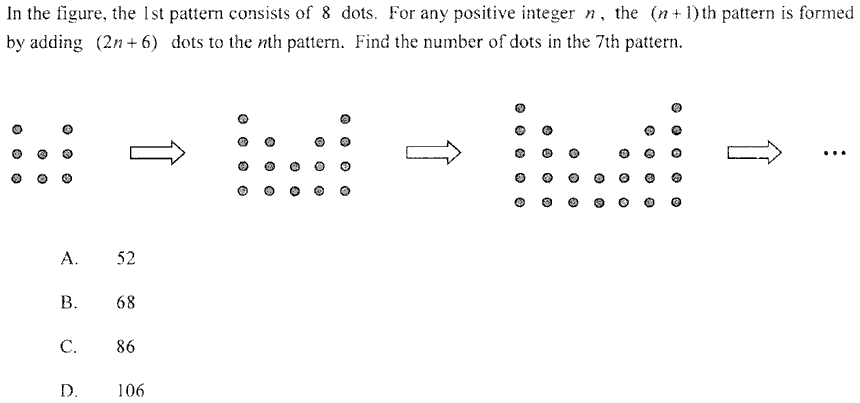 In the figure, the 1st pattern consists of 8 dots. For any positive integer n, the (n+1)th pattern is formed
by adding (2n+6) dots to the nth pattern. Find the number of dots in the 7th pattern.
...
A. 52
B. 68
C. 86
D. 106